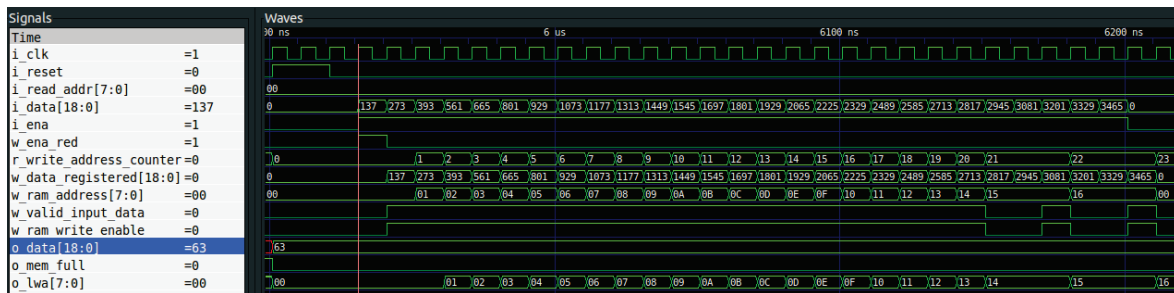 Signals Waves
Time 00 ns 6 us 6100 ns 6200 ns
i_clk =1
i_reset =0
i_read_addr[7:0] =00 00
i_data[18:0] =137 0 137 273 393 561 665 801 929 1073 1177 1313 1449 1545 1697 1801 1929 2065 2225 2329 2489 2585 2713 2817 2945 3081 3201 3329 3465 0
i_ena =1
w_ena_red =1
r_write_address_counter =0 0 1 2 3 4 5 6 7 8 9 10 11 12 13 14 15 16 17 18 19 20 21 22 23
w_data_registered[18:0] =0 0 137 273 393 561 665 801 929 1073 1177 1313 1449 1545 1697 1801 1929 2065 2225 2329 2489 2585 2713 2817 2945 3081 3201 3329 3465 0
w_ram_address[7:0] =00 00 01 02 03 04 05 06 07 08 09 0A 0B 0C 0D 0E 0F 10 11 12 13 14 15 16 00
w_valid_input_data =0
w_ram_write_enable =0
o_data[18:0] =63 63
o_mem_full =0
o_lwa[7:0] =00 00 01 02 03 04 05 06 07 08 09 0A 0B 0C 0D 0E 0F 10 11 12 13 14 15 16